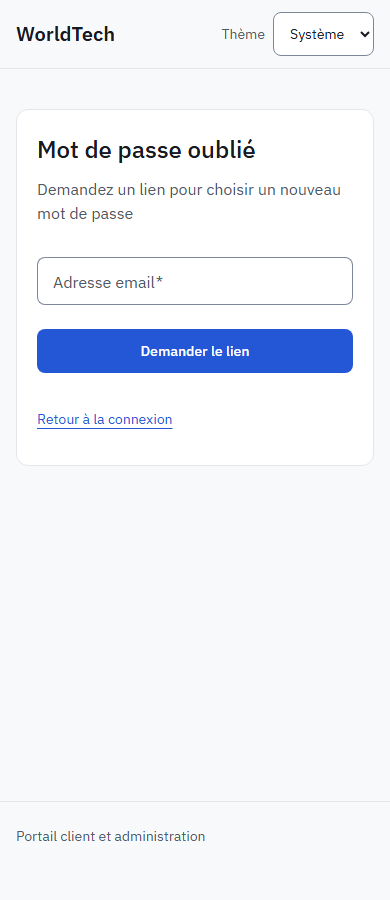 WorldTech
Thème
Système
Mot de passe oublié
Demandez un lien pour choisir un nouveau
mot de passe
Adresse email*
Demander le lien
Retour à la connexion
Portail client et administration